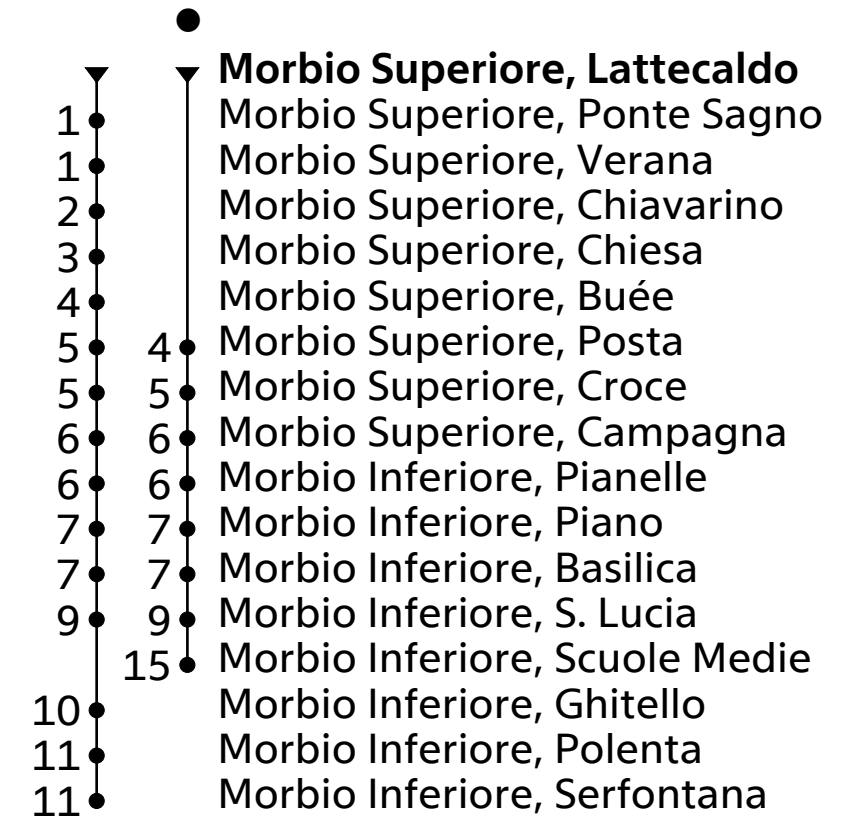 Morbio Superiore, Lattecaldo
1 Morbio Superiore, Ponte Sagno
1 Morbio Superiore, Verana
2 Morbio Superiore, Chiavarino
3 Morbio Superiore, Chiesa
4 Morbio Superiore, Buée
5 4 Morbio Superiore, Posta
5 5 Morbio Superiore, Croce
6 6 Morbio Superiore, Campagna
6 6 Morbio Inferiore, Pianelle
7 7 Morbio Inferiore, Piano
7 7 Morbio Inferiore, Basilica
9 9 Morbio Inferiore, S. Lucia
15 Morbio Inferiore, Scuole Medie
10 Morbio Inferiore, Ghitello
11 Morbio Inferiore, Polenta
11 Morbio Inferiore, Serfontana